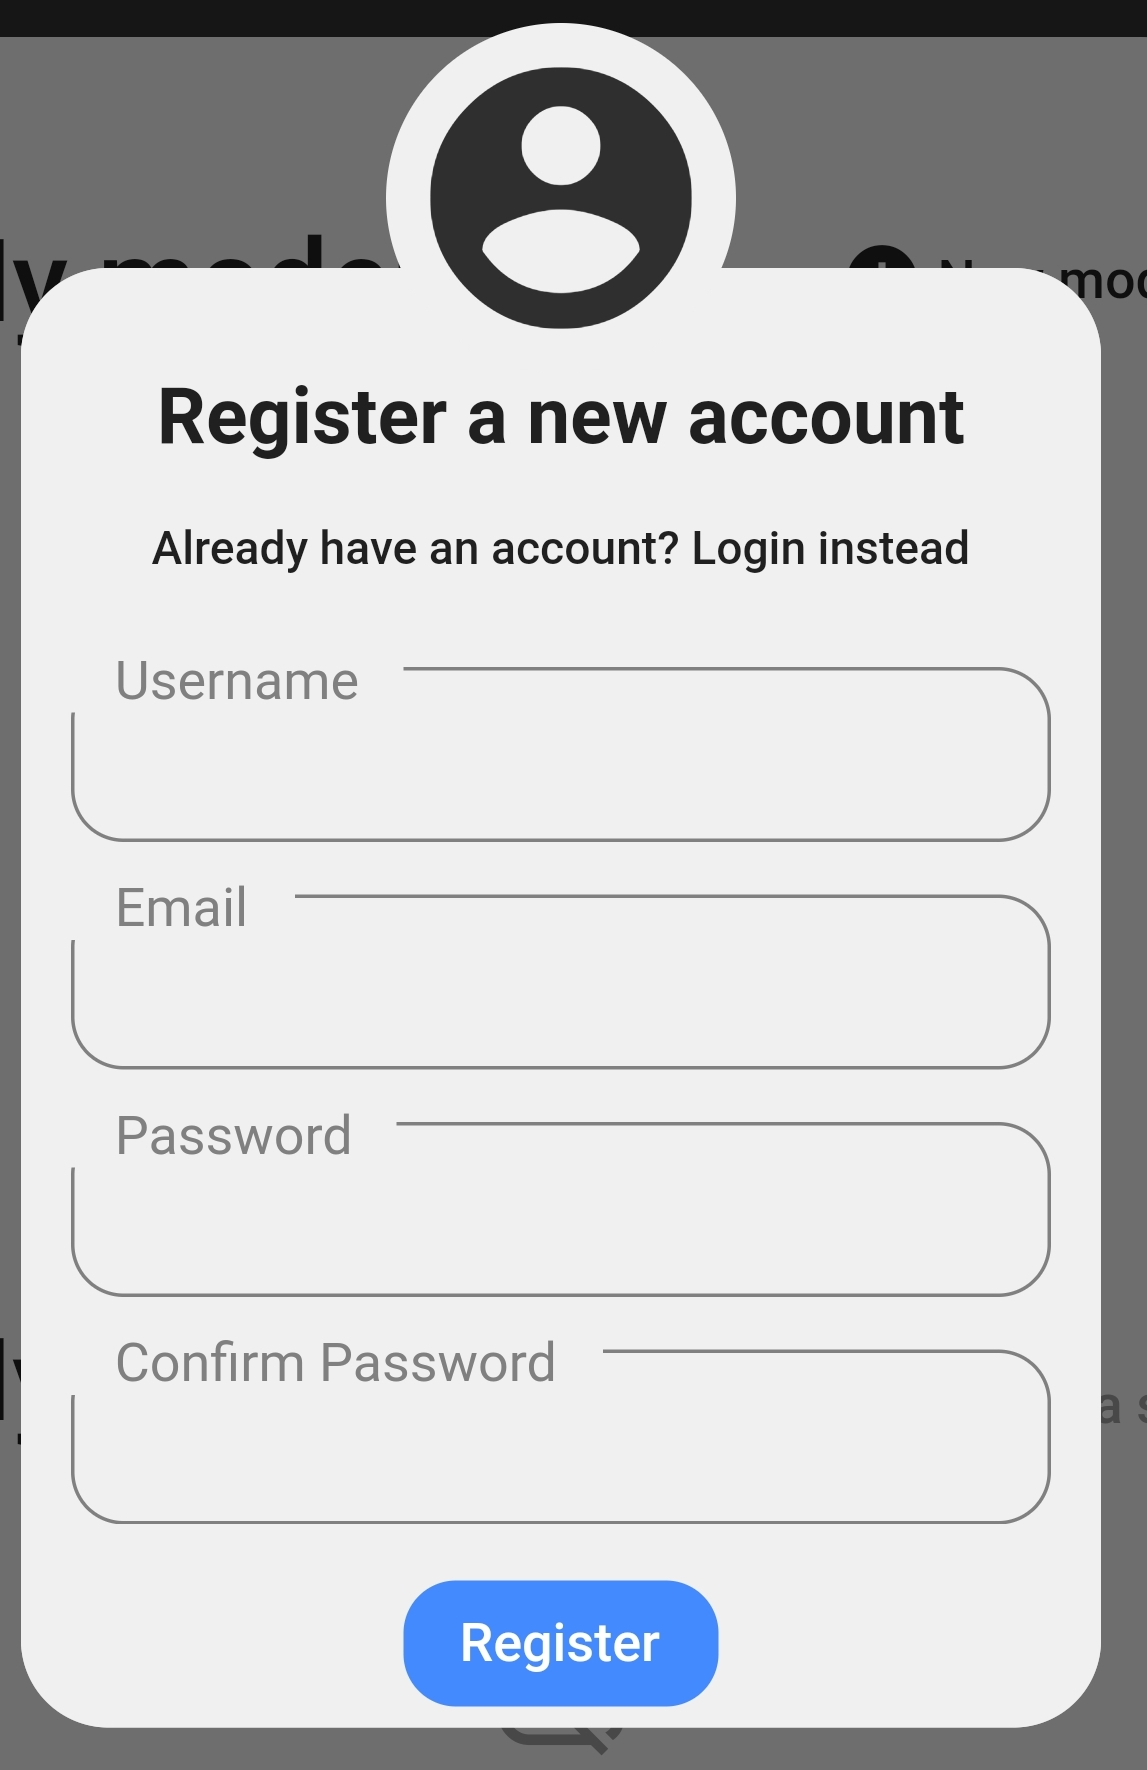 Register a new account
Already have an account? Login instead
Username
Email
Password
Confirm Password
Register